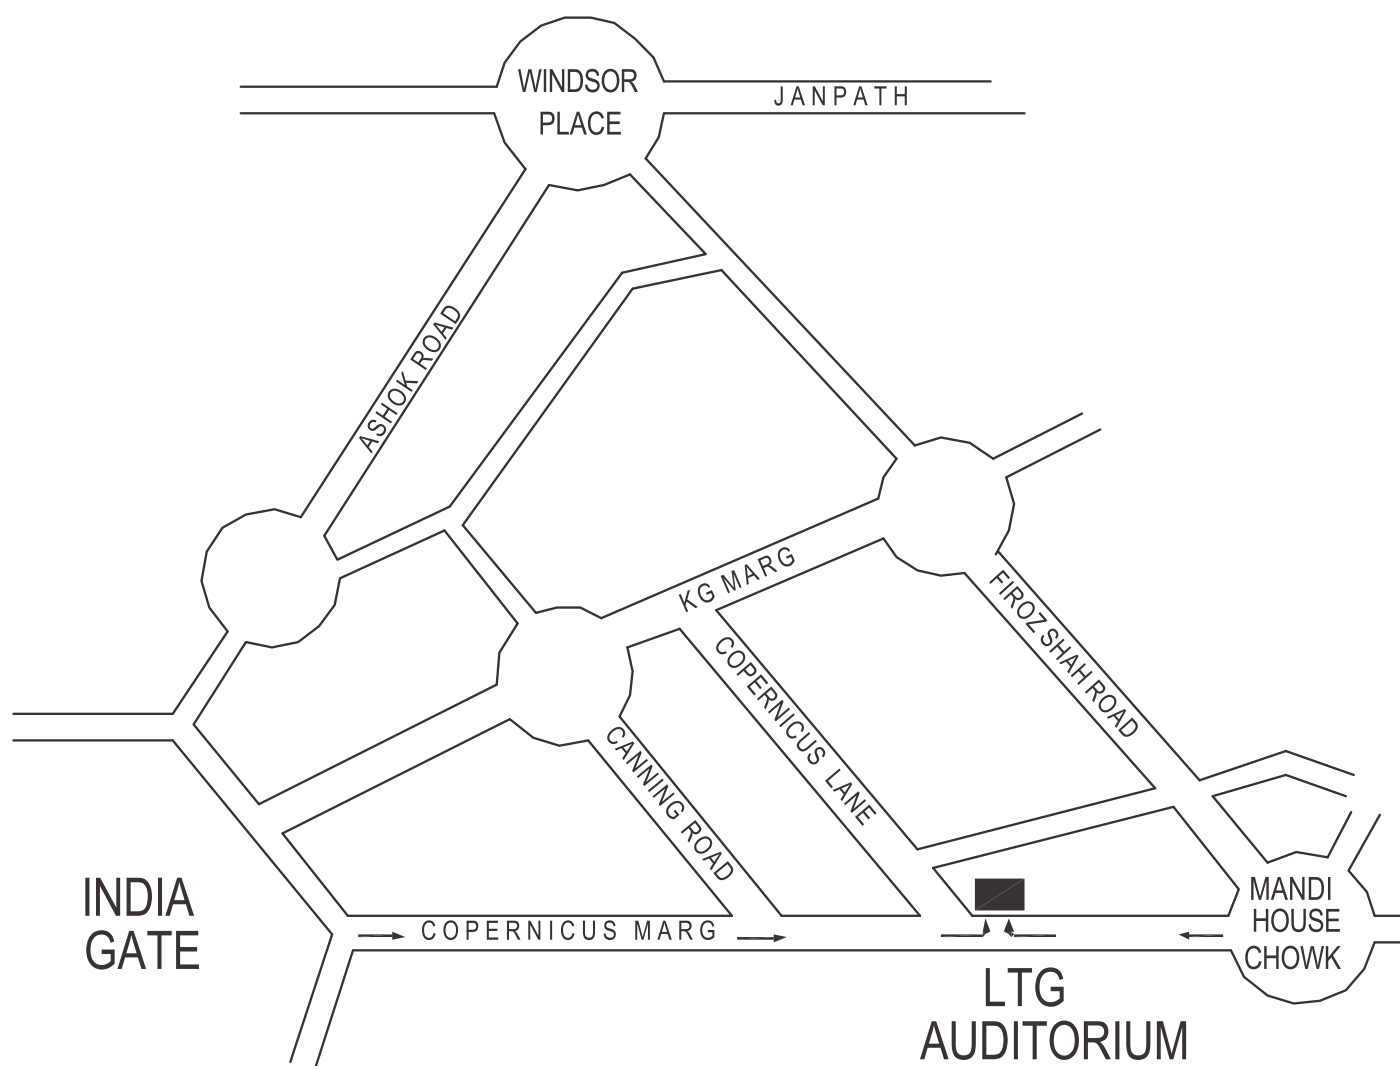 WINDSOR
PLACE
JANPATH
ASHOK ROAD
KG MARG
FIROZ SHAH ROAD
COPERNICUS LANE
CANNING ROAD
INDIA
GATE
COPERNICUS MARG
MANDI
HOUSE
CHOWK
LTG
AUDITORIUM